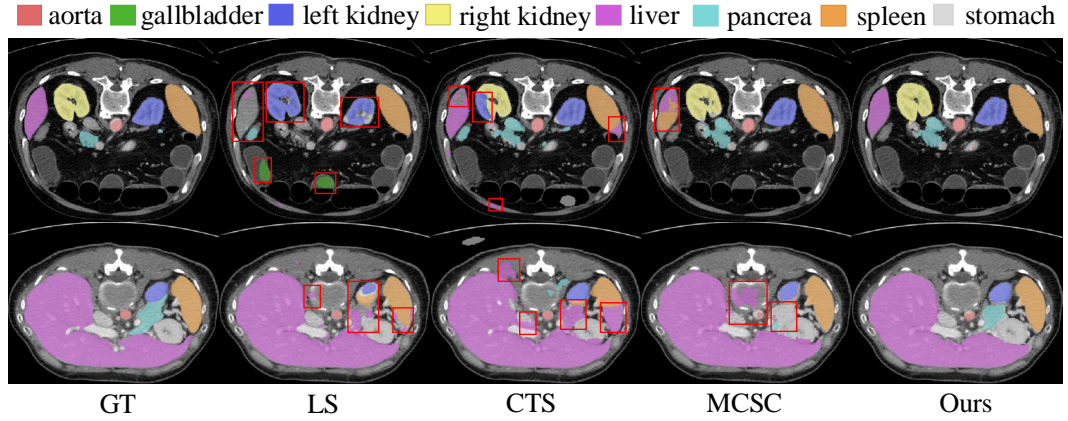 aorta gallbladder left kidney right kidney liver pancrea spleen stomach
GT LS CTS MCSC Ours